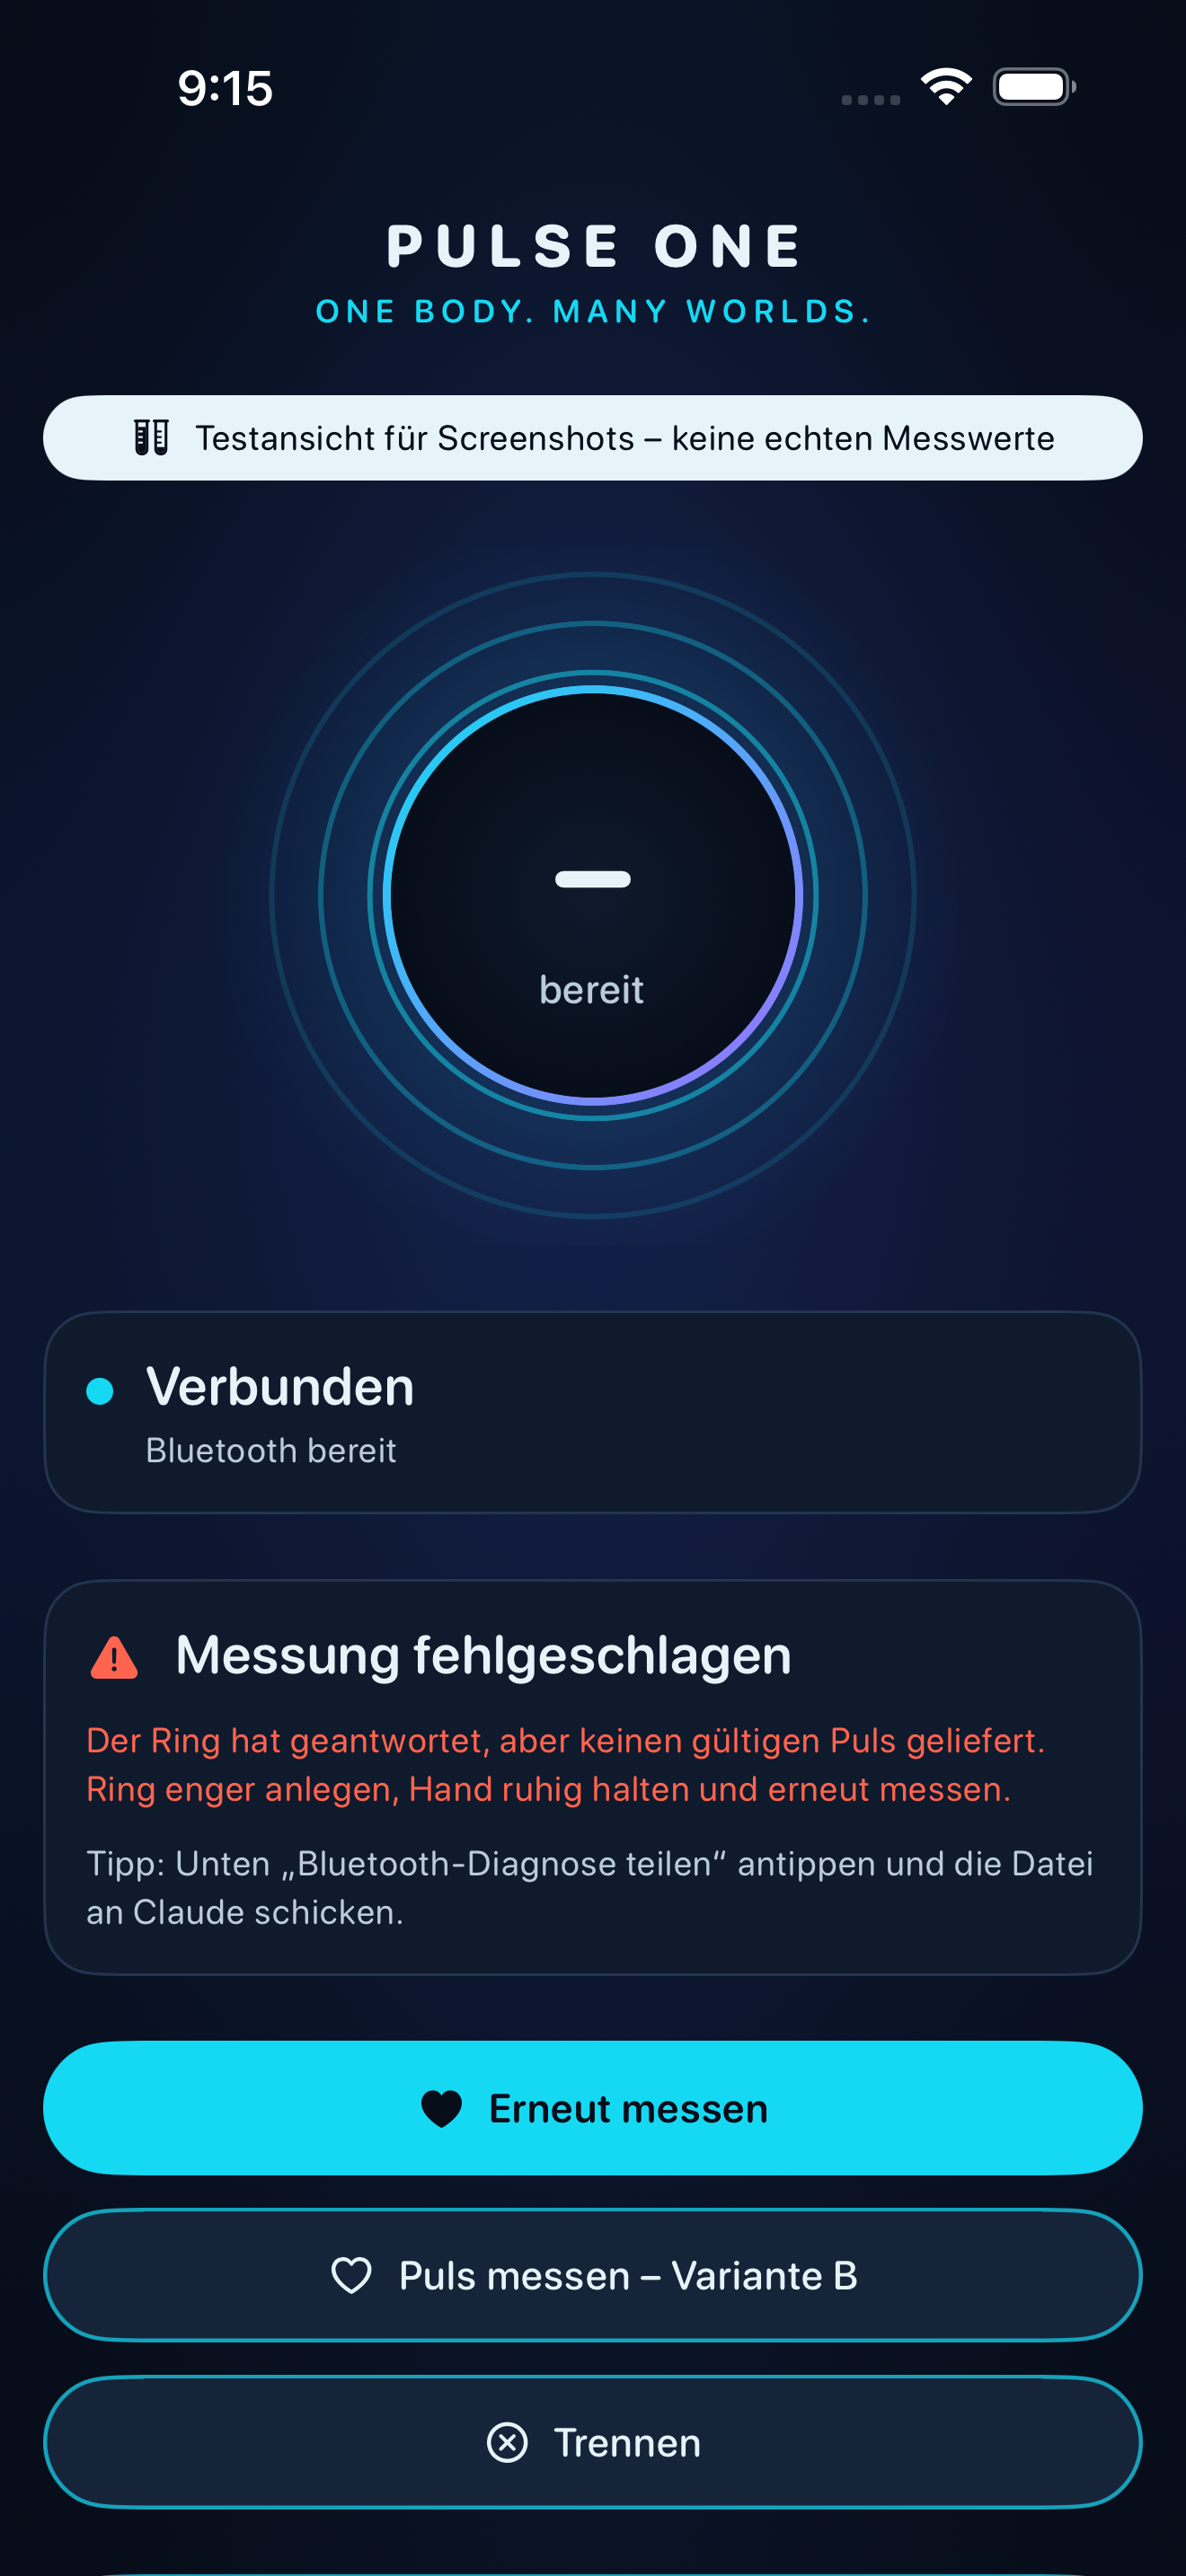 9:15
PULSE ONE
ONE BODY. MANY WORLDS.
Testansicht für Screenshots – keine echten Messwerte
–
bereit
Verbunden
Bluetooth bereit
Messung fehlgeschlagen
Der Ring hat geantwortet, aber keinen gültigen Puls geliefert.
Ring enger anlegen, Hand ruhig halten und erneut messen.
Tipp: Unten „Bluetooth-Diagnose teilen“ antippen und die Datei
an Claude schicken.
Erneut messen
Puls messen – Variante B
Trennen